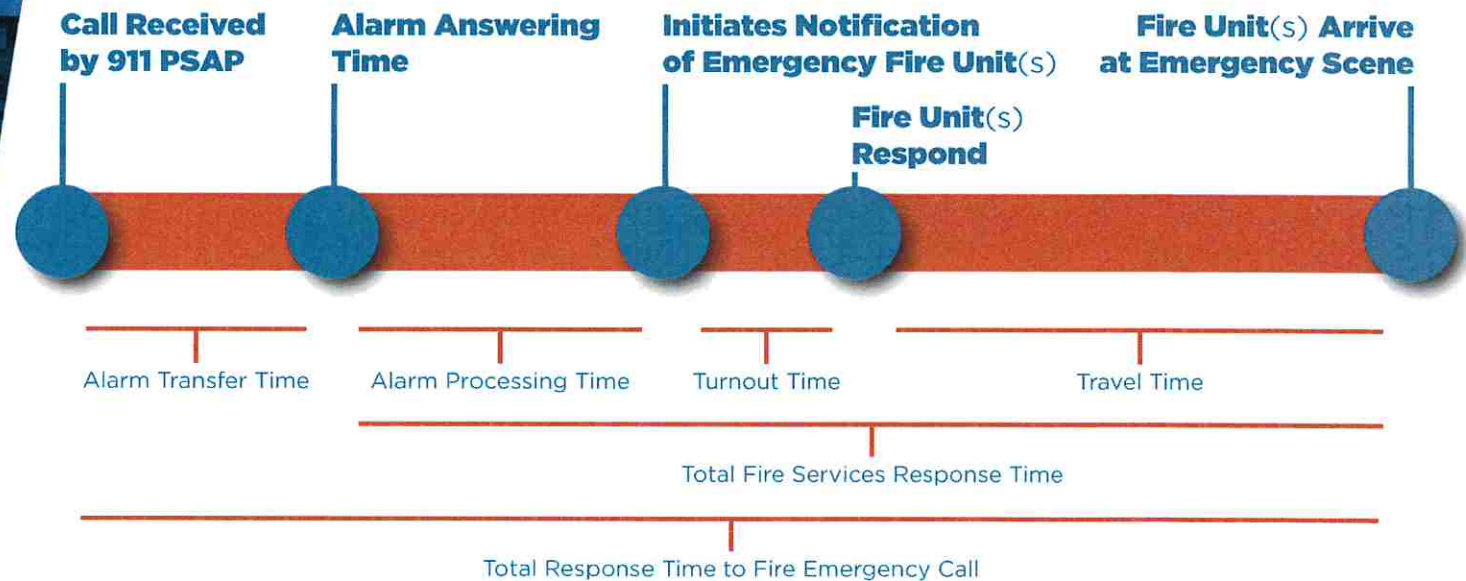 Call Received
by 911 PSAP
Alarm Answering
Time
Initiates Notification
of Emergency Fire Unit(s)
Fire Unit(s)
Respond
Fire Unit(s) Arrive
at Emergency Scene
Alarm Transfer Time
Alarm Processing Time
Turnout Time
Travel Time
Total Fire Services Response Time
Total Response Time to Fire Emergency Call